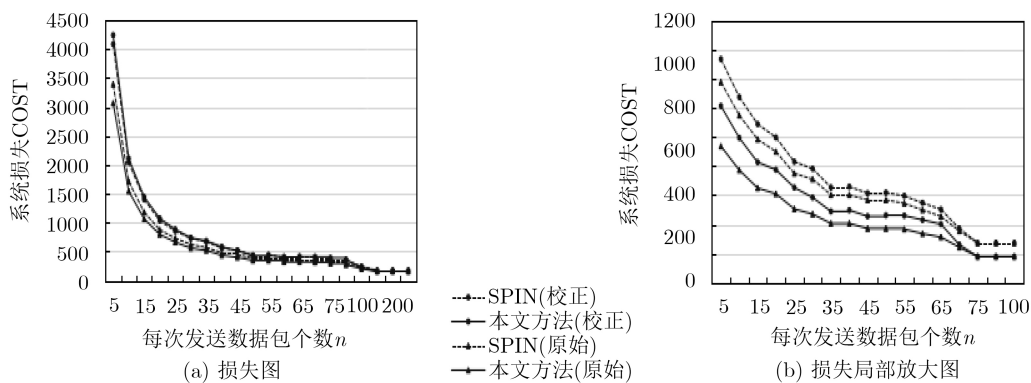 4500
4000
3500
3000
2500
2000
1500
1000
500
0
系统损失COST
5 15 25 35 45 55 65 75 100 200
每次发送数据包个数n
(a) 损失图
SPIN(校正)
本文方法(校正)
SPIN(原始)
本文方法(原始)
1200
1000
800
600
400
200
0
系统损失COST
5 15 25 35 45 55 65 75 100
每次发送数据包个数n
(b) 损失局部放大图